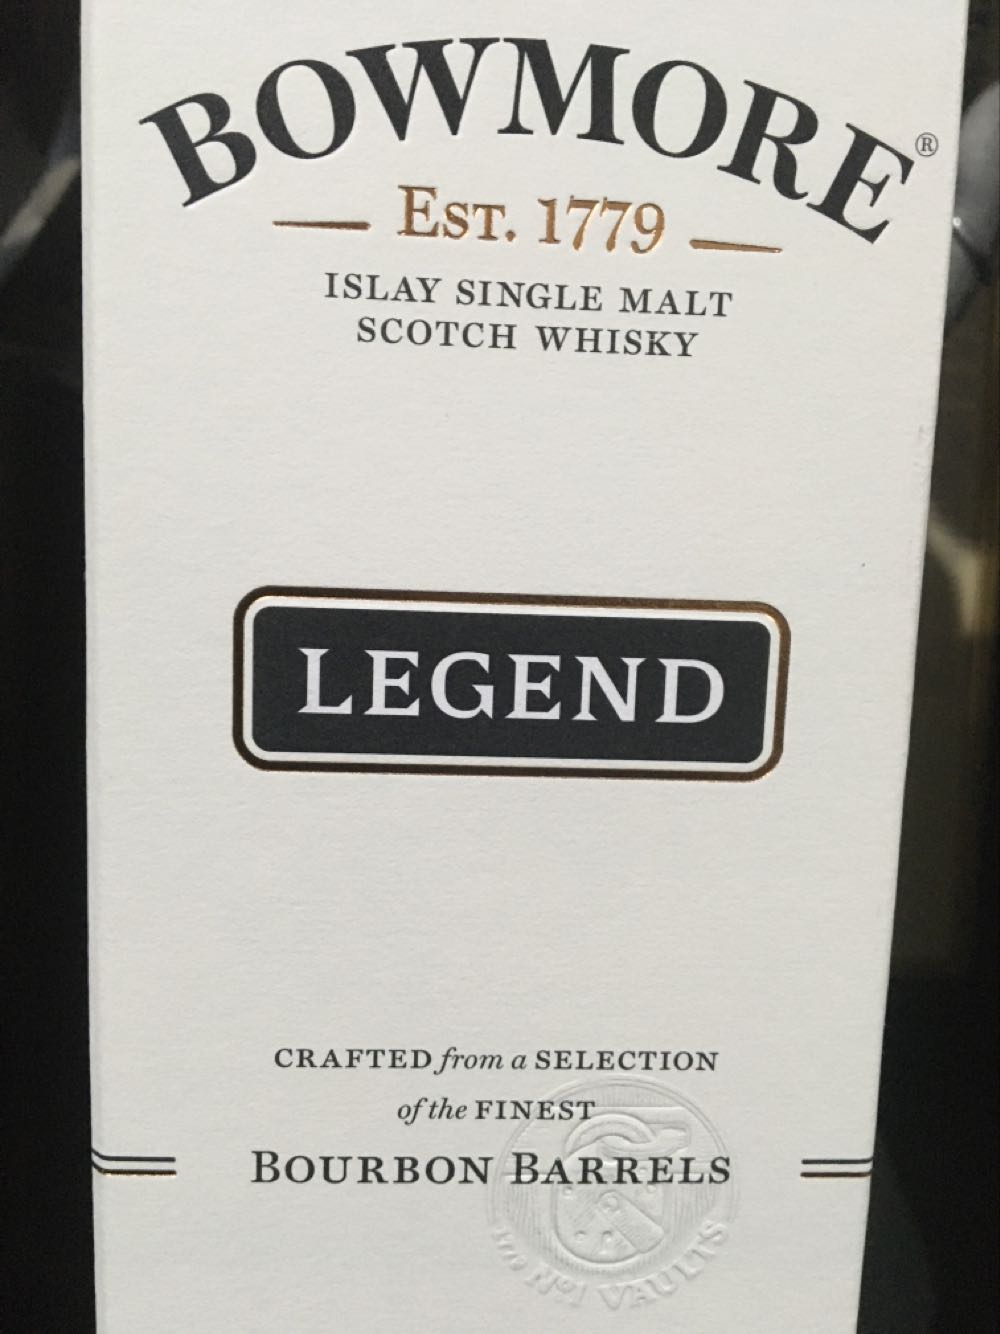 BOWMORE®
EST. 1779
ISLAY SINGLE MALT
SCOTCH WHISKY
LEGEND
CRAFTED from a SELECTION
of the FINEST
BOURBON BARRELS
1779 No1 VAULTS